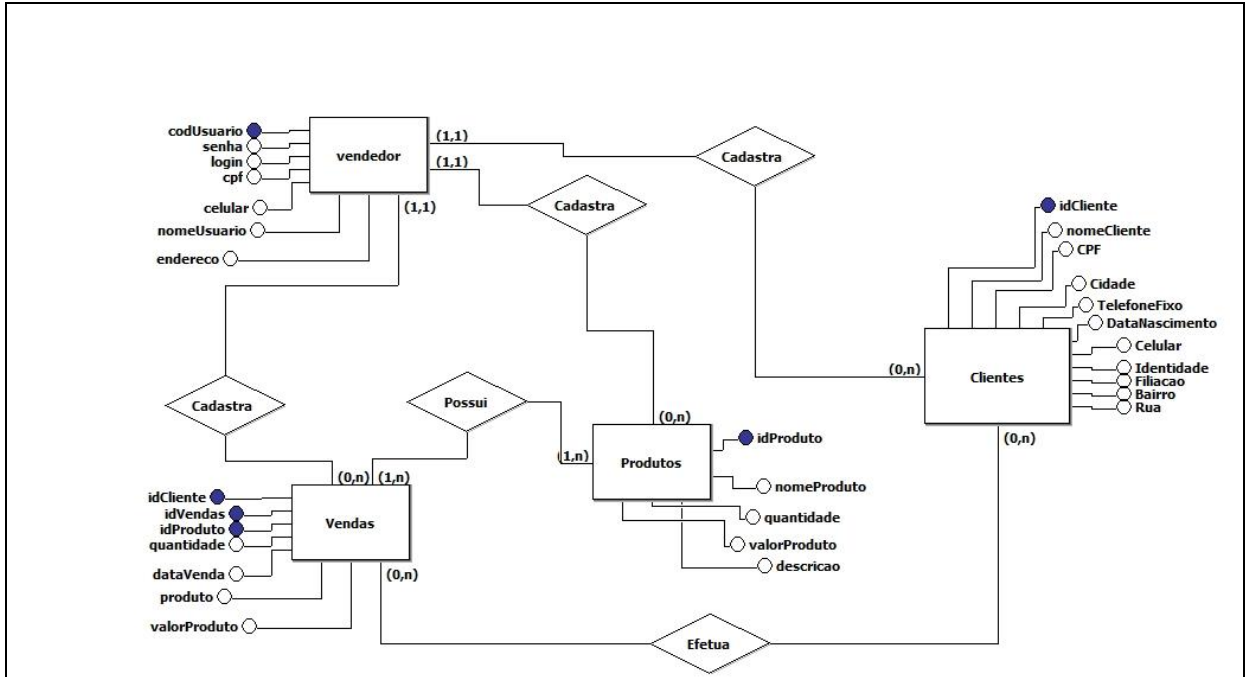 codUsuario
senha
login
cpf
celular
nomeUsuario
endereco
vendedor
(1,1)
(1,1)
(1,1)
Cadastra
Cadastra
idCliente
nomeCliente
CPF
Cidade
TelefoneFixo
DataNascimento
Celular
Identidade
Filiacao
Bairro
Rua
Clientes
(0,n)
(0,n)
Cadastra
Possui
(0,n)
(1,n)
Produtos
idProduto
nomeProduto
quantidade
valorProduto
descricao
(0,n)
(1,n)
idCliente
idVendas
idProduto
quantidade
dataVenda
produto
valorProduto
Vendas
(0,n)
Efetua